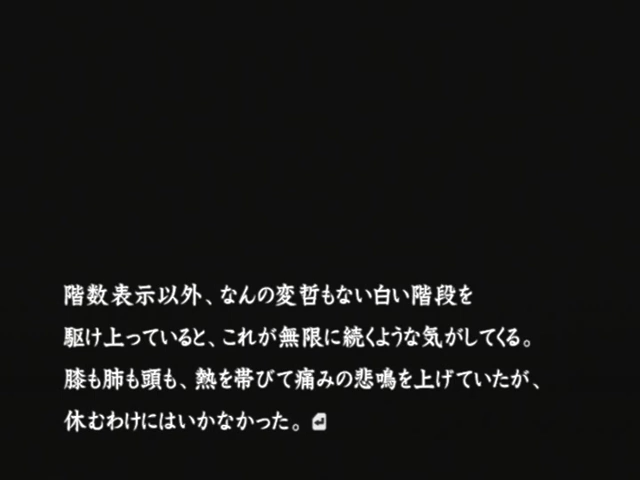 階数表示以外、なんの変哲もない白い階段を
駆け上っていると、これが無限に続くような気がしてくる。
膝も肺も頭も、熱を帯びて痛みの悲鳴を上げていたが、
休むわけにはいかなかった。